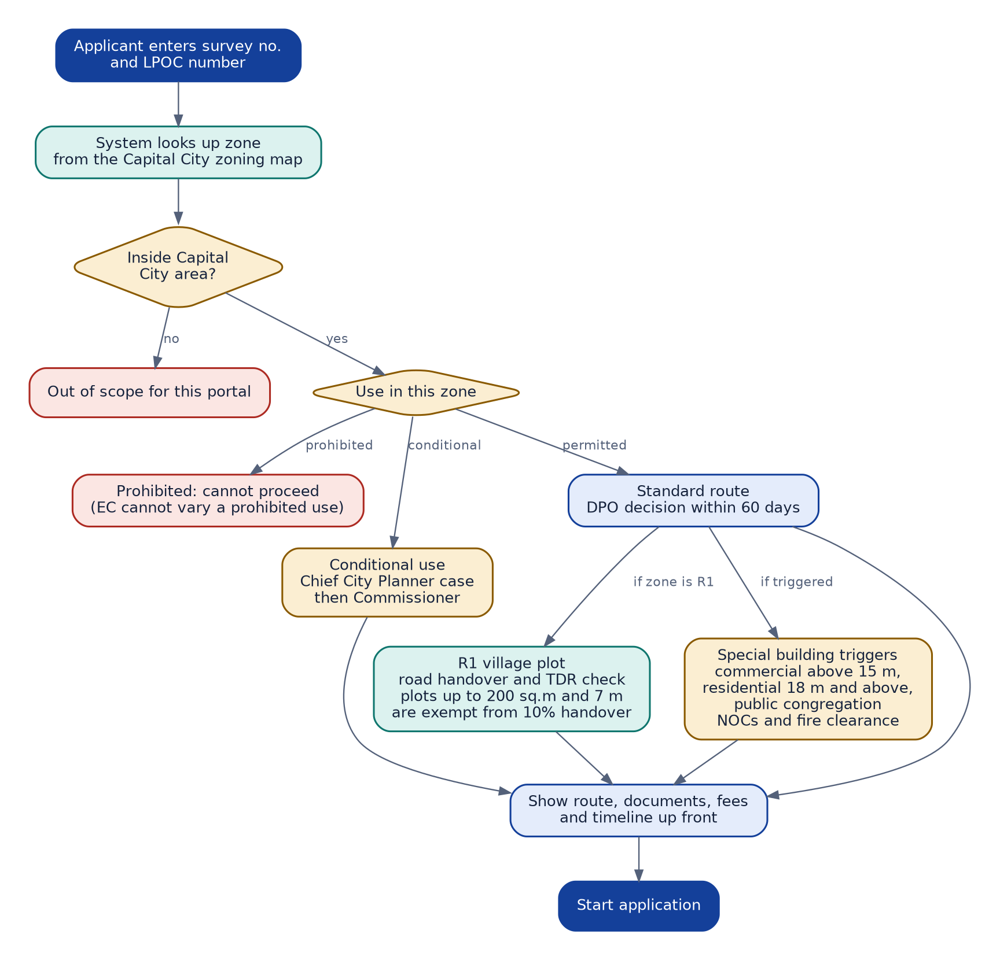 Applicant enters survey no.
and LPOC number
System looks up zone
from the Capital City zoning map
Inside Capital
City area?
no
yes
Out of scope for this portal
Use in this zone
prohibited
conditional
permitted
Prohibited: cannot proceed
(EC cannot vary a prohibited use)
Standard route
DPO decision within 60 days
Conditional use
Chief City Planner case
then Commissioner
if zone is R1
if triggered
R1 village plot
road handover and TDR check
plots up to 200 sq.m and 7 m
are exempt from 10% handover
Special building triggers
commercial above 15 m,
residential 18 m and above,
public congregation
NOCs and fire clearance
Show route, documents, fees
and timeline up front
Start application